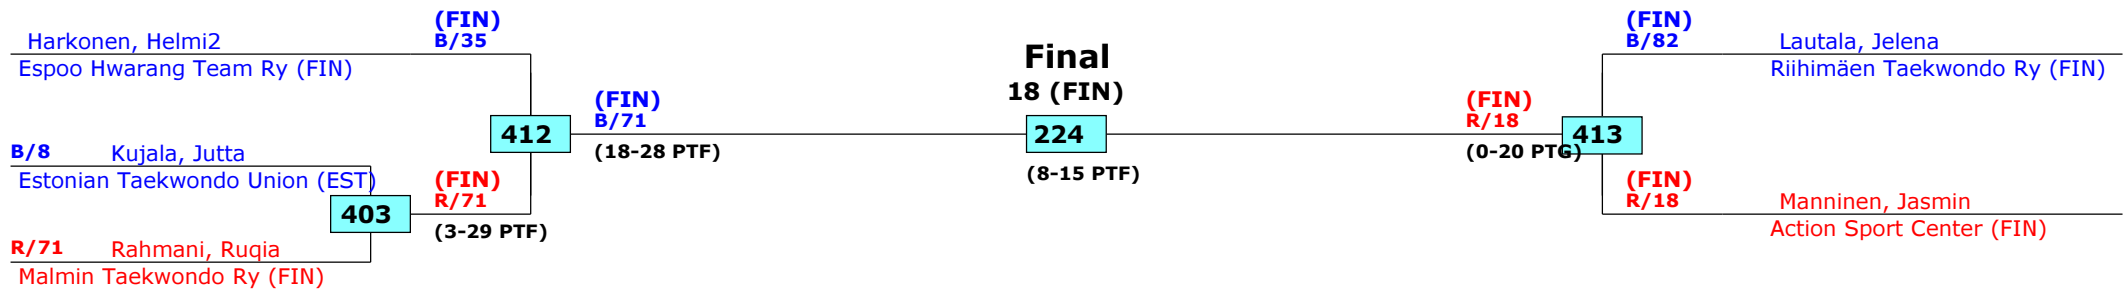 Harkonen, Helmi2
(FIN)
B/35
Espoo Hwarang Team Ry (FIN)
B/8 Kujala, Jutta
Estonian Taekwondo Union (EST)
403
R/71 Rahmani, Ruqia
Malmin Taekwondo Ry (FIN)
(FIN)
R/71
(3-29 PTF)
412
(FIN)
B/71
(18-28 PTF)
Final
18 (FIN)
224
(8-15 PTF)
(FIN)
R/18
(0-20 PTG)
413
(FIN)
B/82
Lautala, Jelena
Riihimäen Taekwondo Ry (FIN)
(FIN)
R/18
Manninen, Jasmin
Action Sport Center (FIN)